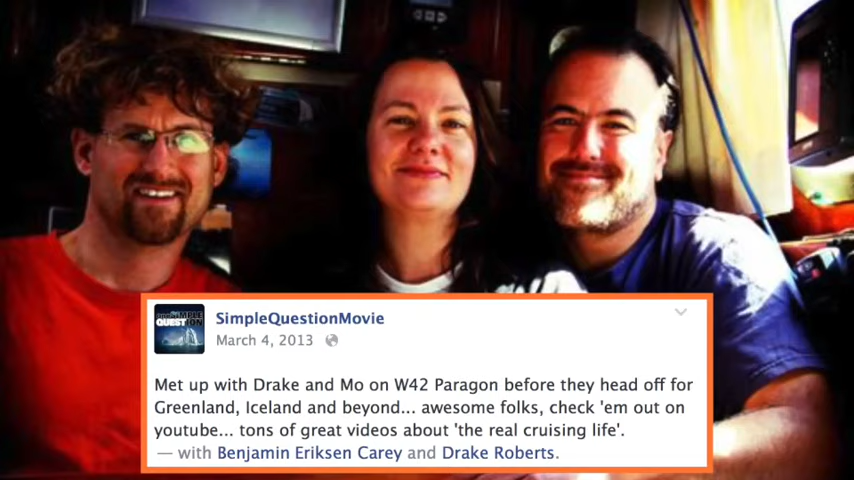 SIMPLE
QUESTION
SimpleQuestionMovie
March 4, 2013
Met up with Drake and Mo on W42 Paragon before they head off for
Greenland, Iceland and beyond... awesome folks, check 'em out on
youtube... tons of great videos about 'the real cruising life'.
— with Benjamin Eriksen Carey and Drake Roberts.